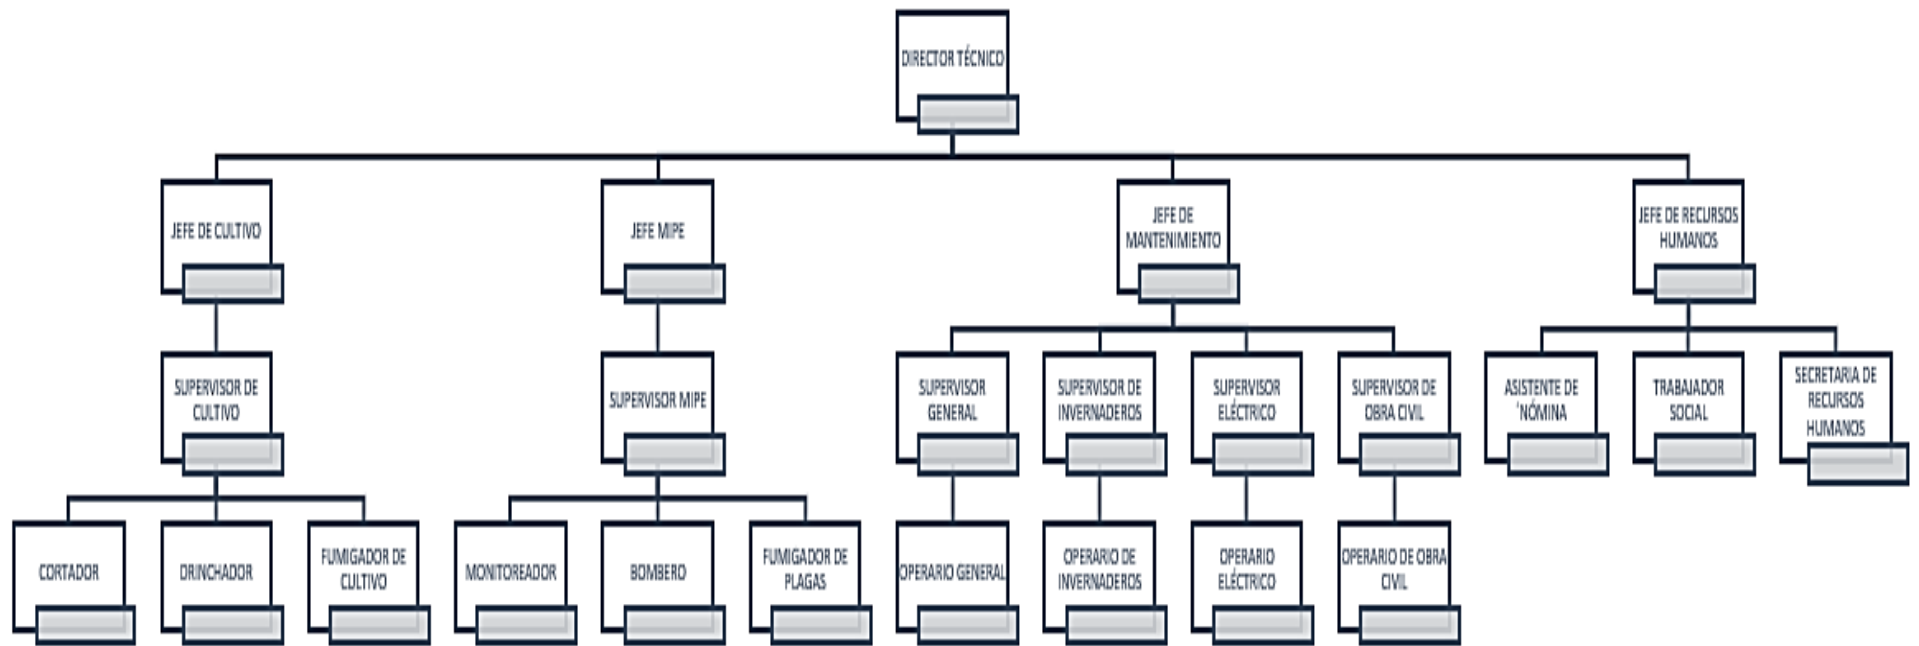 DIRECTOR TÉCNICO
JEFE DE CULTIVO
JEFE MIPE
JEFE DE
MANTENIMIENTO
JEFE DE RECURSOS
HUMANOS
SUPERVISOR DE
CULTIVO
SUPERVISOR MIPE
SUPERVISOR
GENERAL
SUPERVISOR DE
INVERNADEROS
SUPERVISOR
ELÉCTRICO
SUPERVISOR DE
OBRA CIVIL
ASISTENTE DE
´NÓMINA
TRABAJADOR
SOCIAL
SECRETARIA DE
RECURSOS
HUMANOS
CORTADOR
DRINCHADOR
FUMIGADOR DE
CULTIVO
MONITOREADOR
BOMBERO
FUMIGADOR DE
PLAGAS
OPERARIO GENERAL
OPERARIO DE
INVERNADEROS
OPERARIO
ELÉCTRICO
OPERARIO DE OBRA
CIVIL